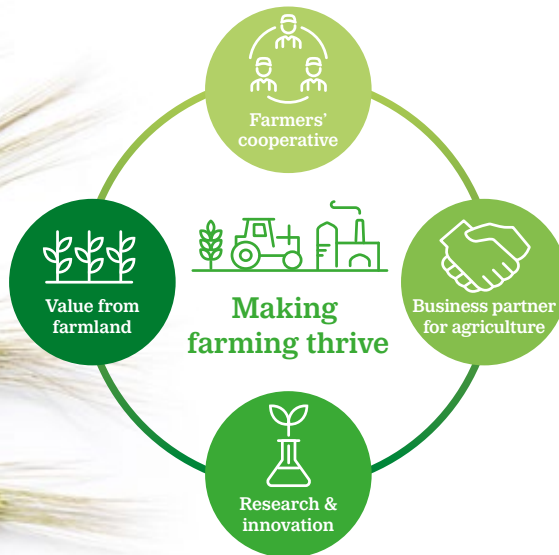 Farmers'
cooperative
Value from
farmland
Making
farming thrive
Business partner
for agriculture
Research &
innovation